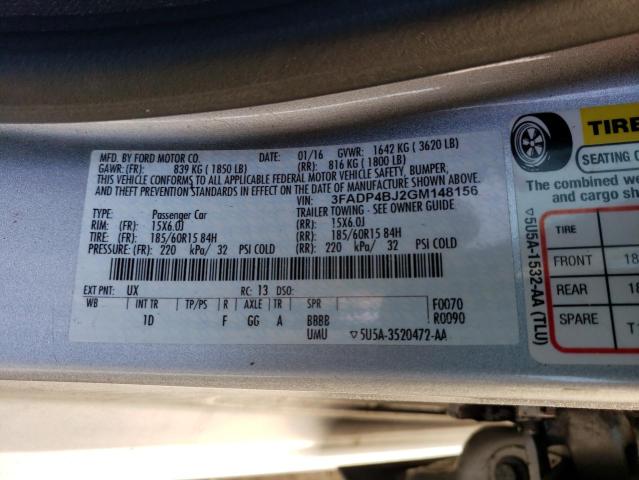 MFD. BY FORD MOTOR CO. DATE: 01/16 GVWR: 1642 KG ( 3620 LB)
GAWR: (FR): 839 KG ( 1850 LB) (RR): 816 KG ( 1800 LB)
THIS VEHICLE CONFORMS TO ALL APPLICABLE FEDERAL MOTOR VEHICLE SAFETY, BUMPER,
AND THEFT PREVENTION STANDARDS IN EFFECT ON THE DATE OF MANUFACTURE SHOWN ABOVE.
VIN: 3FADP4BJ2GM148156
TYPE: Passenger Car TRAILER TOWING - SEE OWNER GUIDE
RIM: (FR): 15X6.0J (RR): 15X6.0J
TIRE: (FR): 185/60R15 84H (RR): 185/60R15 84H
PRESSURE: (FR): 220 kPa/ 32 PSI COLD (RR): 220 kPa/ 32 PSI COLD
EXT PNT: UX RC: 13 DSO:
WB INT TR TP/PS R AXLE TR SPR F0070
1D F GG A BBBB R0090
UMU ▽5U5A-3520472-AA
▽5U5A-1532-AA (TLU)
TIRE
SEATING
The combined we
and cargo sho
TIRE
FRONT 18
REAR 18
SPARE T